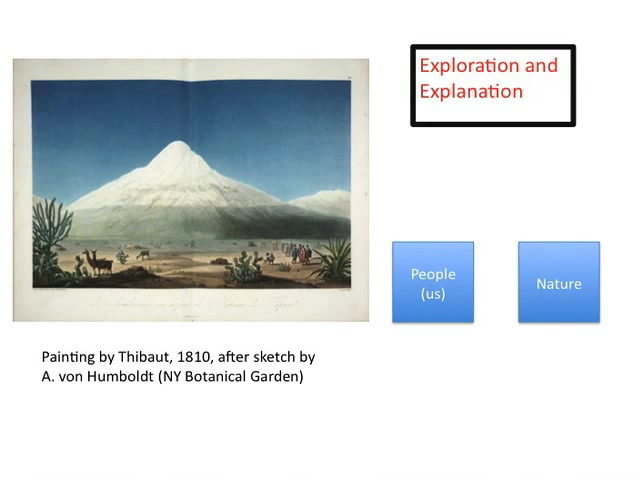 Exploration and
Explanation
People
(us)
Nature
Painting by Thibaut, 1810, after sketch by
A. von Humboldt (NY Botanical Garden)